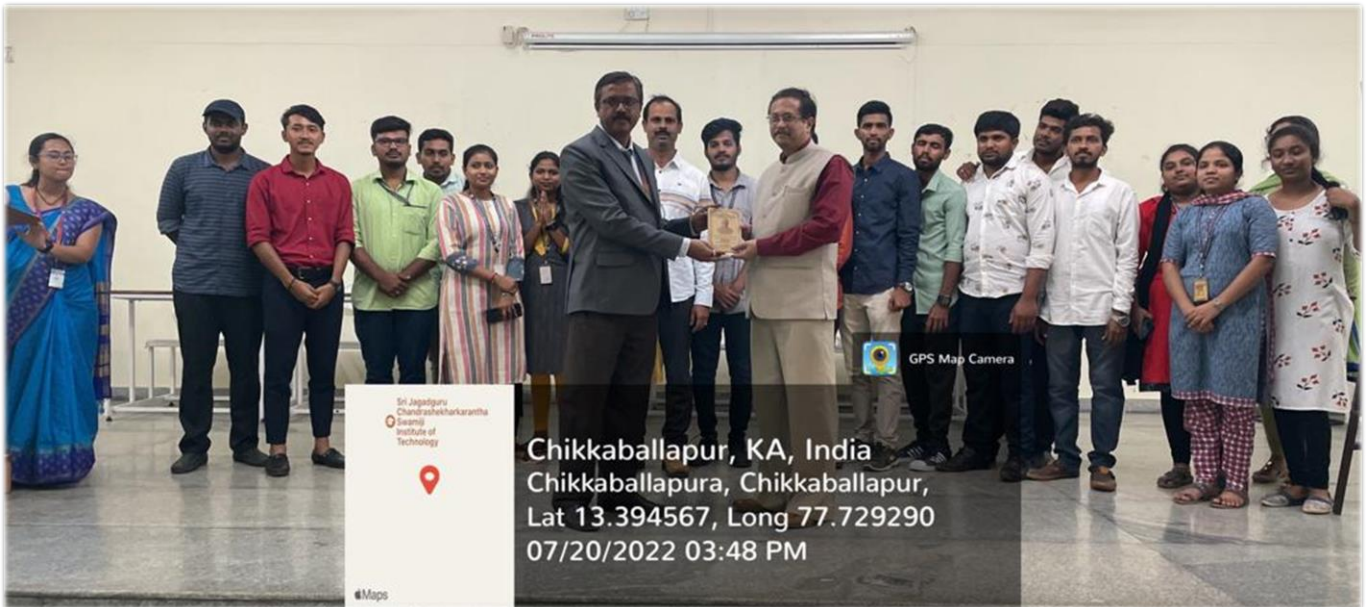 GPS Map Camera
Sri Jagadguru
Chandrashekharkarantha
Swamiji
Institute of
Technology
Chikkaballapur, KA, India
Chikkaballapura, Chikkaballapur,
Lat 13.394567, Long 77.729290
07/20/2022 03:48 PM
Maps